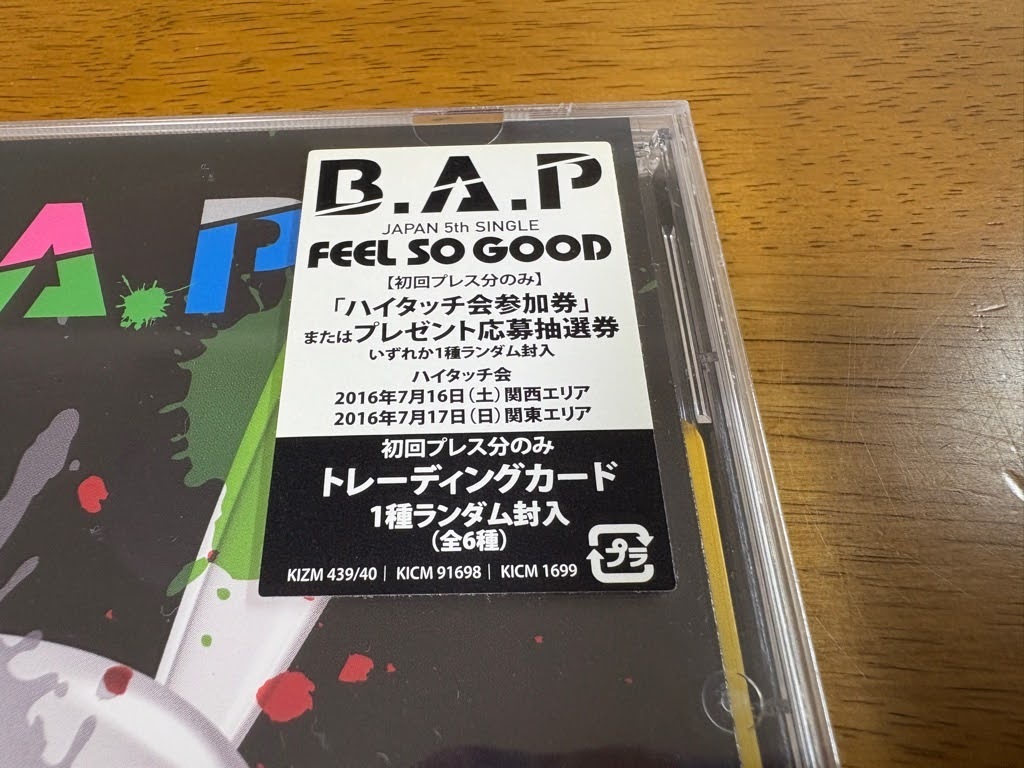 A.P
B.A.P
JAPAN 5th SINGLE
FEEL SO GOOD
【初回プレス分のみ】
「ハイタッチ会参加券」
またはプレゼント応募抽選券
いずれか1種ランダム封入
ハイタッチ会
2016年7月16日（土）関西エリア
2016年7月17日（日）関東エリア
初回プレス分のみ
トレーディングカード
1種ランダム封入
（全6種）
KIZM 439/40｜KICM 91698｜KICM 1699
プラ